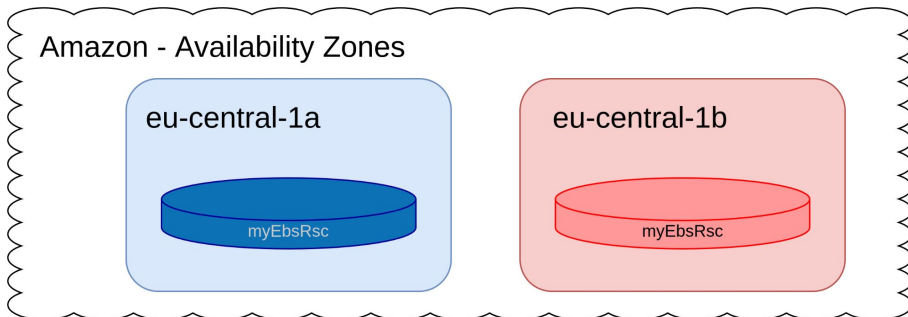 Amazon - Availability Zones
eu-central-1a
eu-central-1b
myEbsRsc
myEbsRsc